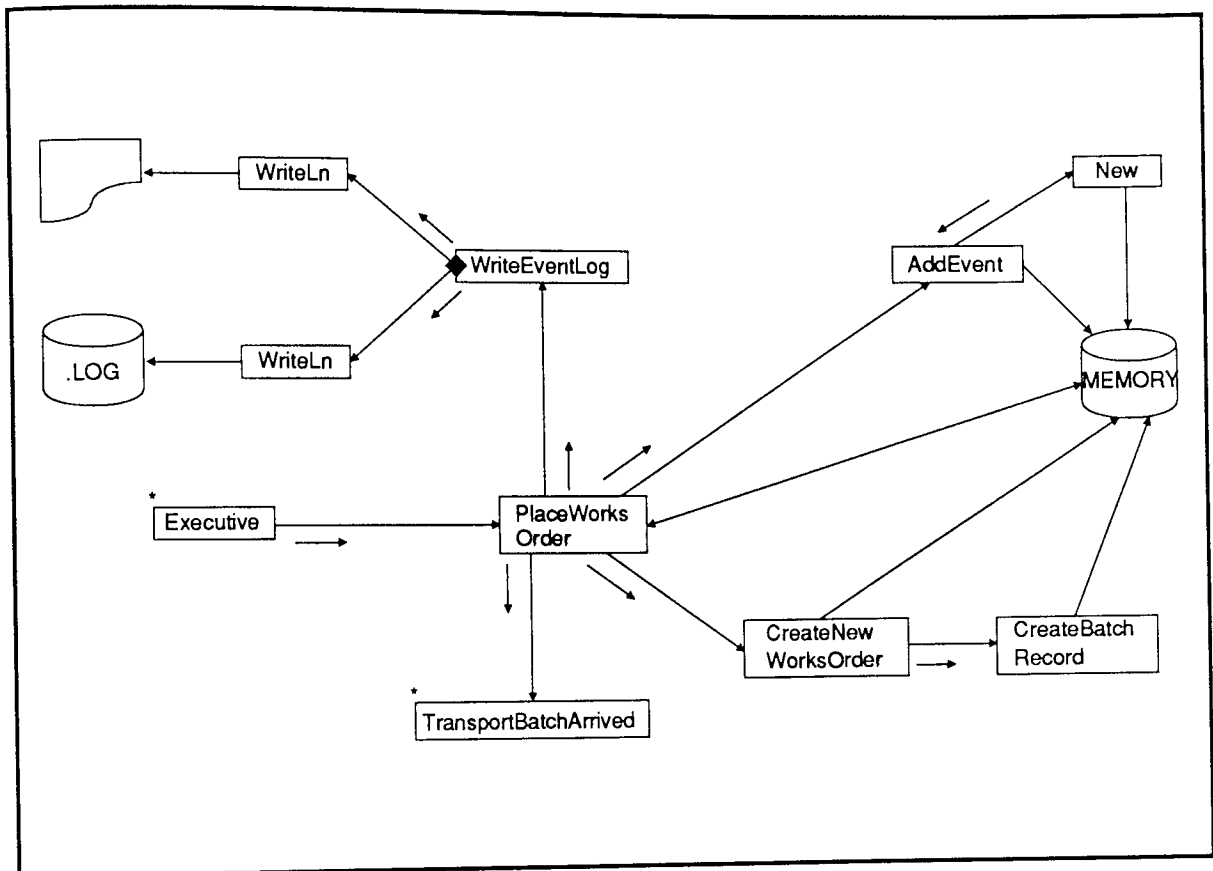 WriteLn
New
WriteEventLog
AddEvent
.LOG
WriteLn
MEMORY
*
Executive
PlaceWorks
Order
CreateNew
WorksOrder
CreateBatch
Record
*
TransportBatchArrived